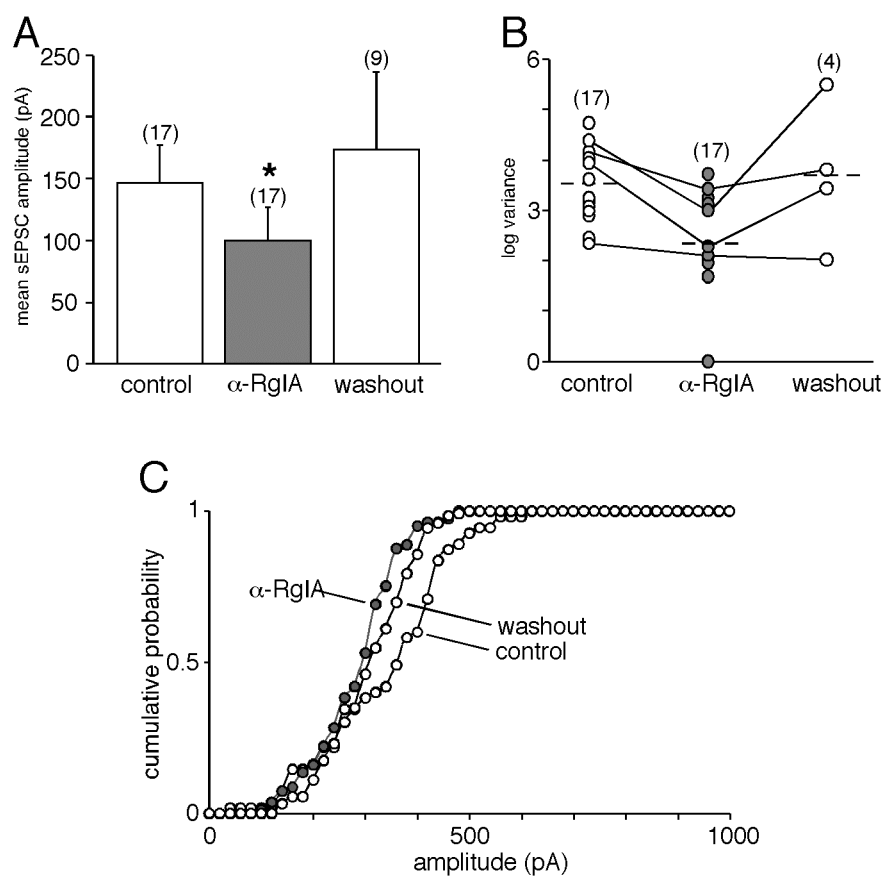 A
mean sEPSC amplitude (pA)
250
200
150
100
50
0
(17)
*
(17)
(9)
control
α-RgIA
washout
B
log variance
6
3
0
(17)
(17)
(4)
control
α-RgIA
washout
C
cumulative probability
1
0.5
0
α-RgIA
washout
control
0
500
1000
amplitude (pA)